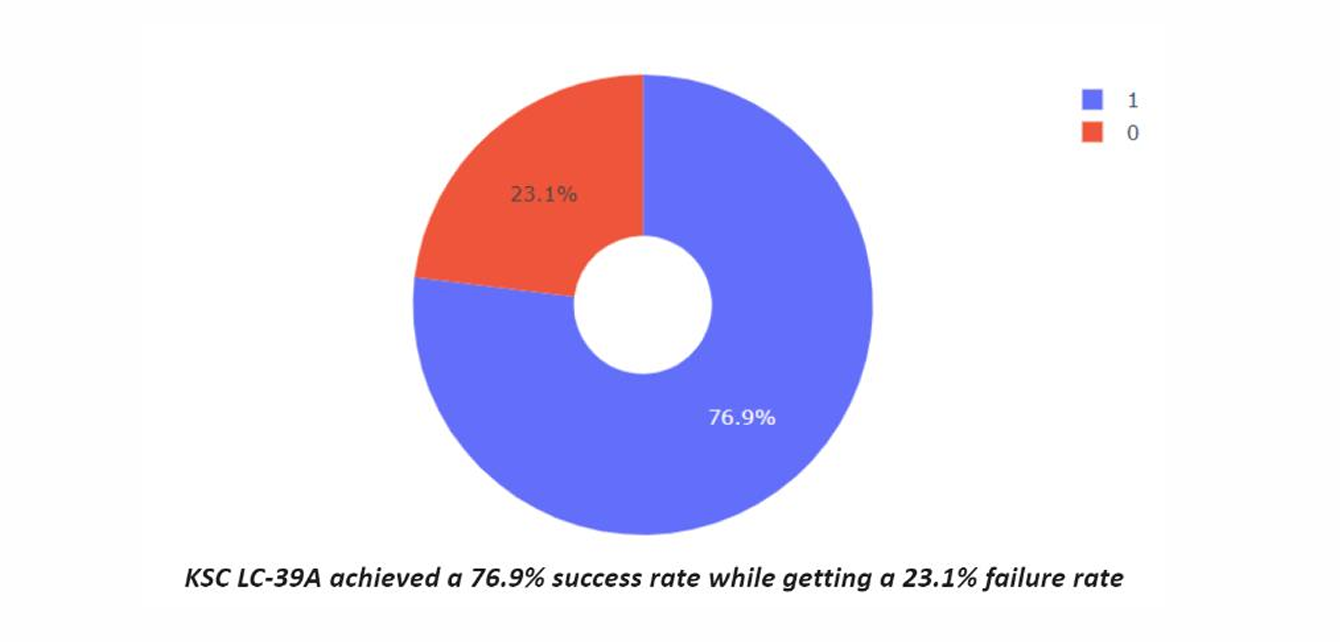 1
0
23.1%
76.9%
KSC LC-39A achieved a 76.9% success rate while getting a 23.1% failure rate